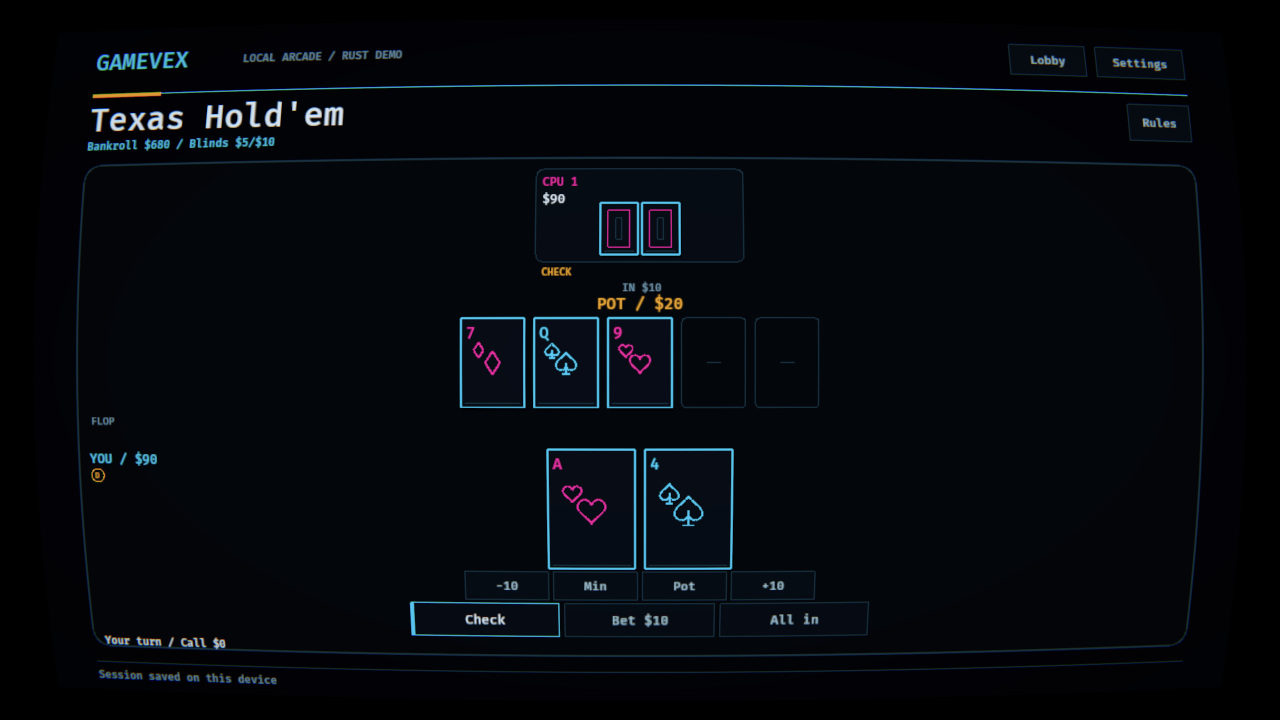 GAMEVEX
LOCAL ARCADE / RUST DEMO
Lobby
Settings
Texas Hold'em
Bankroll $680 / Blinds $5/$10
Rules
CPU 1
$90
CHECK
IN $10
POT / $20
7
Q
9
FLOP
YOU / $90
D
A
4
-10
Min
Pot
+10
Check
Bet $10
All in
Your turn / Call $0
Session saved on this device